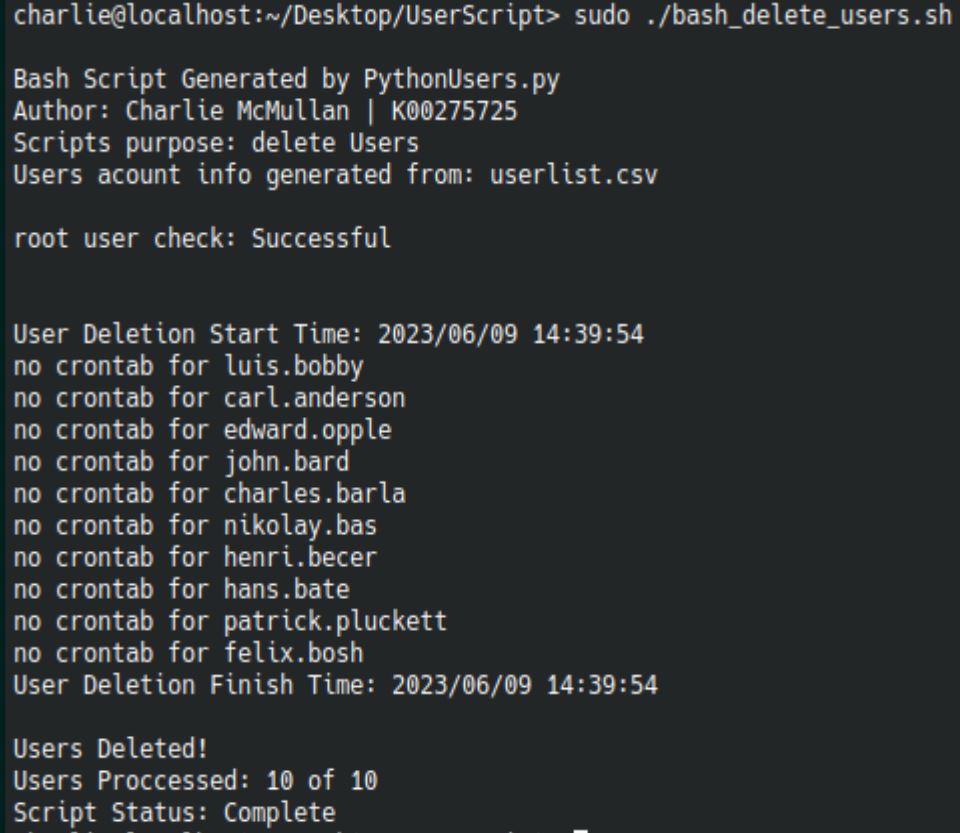 charlie@localhost:~/Desktop/UserScript> sudo ./bash_delete_users.sh
Bash Script Generated by PythonUsers.py
Author: Charlie McMullan | K00275725
Scripts purpose: delete Users
Users acount info generated from: userlist.csv
root user check: Successful
User Deletion Start Time: 2023/06/09 14:39:54
no crontab for luis.bobby
no crontab for carl.anderson
no crontab for edward.opple
no crontab for john.bard
no crontab for charles.barla
no crontab for nikolay.bas
no crontab for henri.becer
no crontab for hans.bate
no crontab for patrick.pluckett
no crontab for felix.bosh
User Deletion Finish Time: 2023/06/09 14:39:54
Users Deleted!
Users Proccessed: 10 of 10
Script Status: Complete